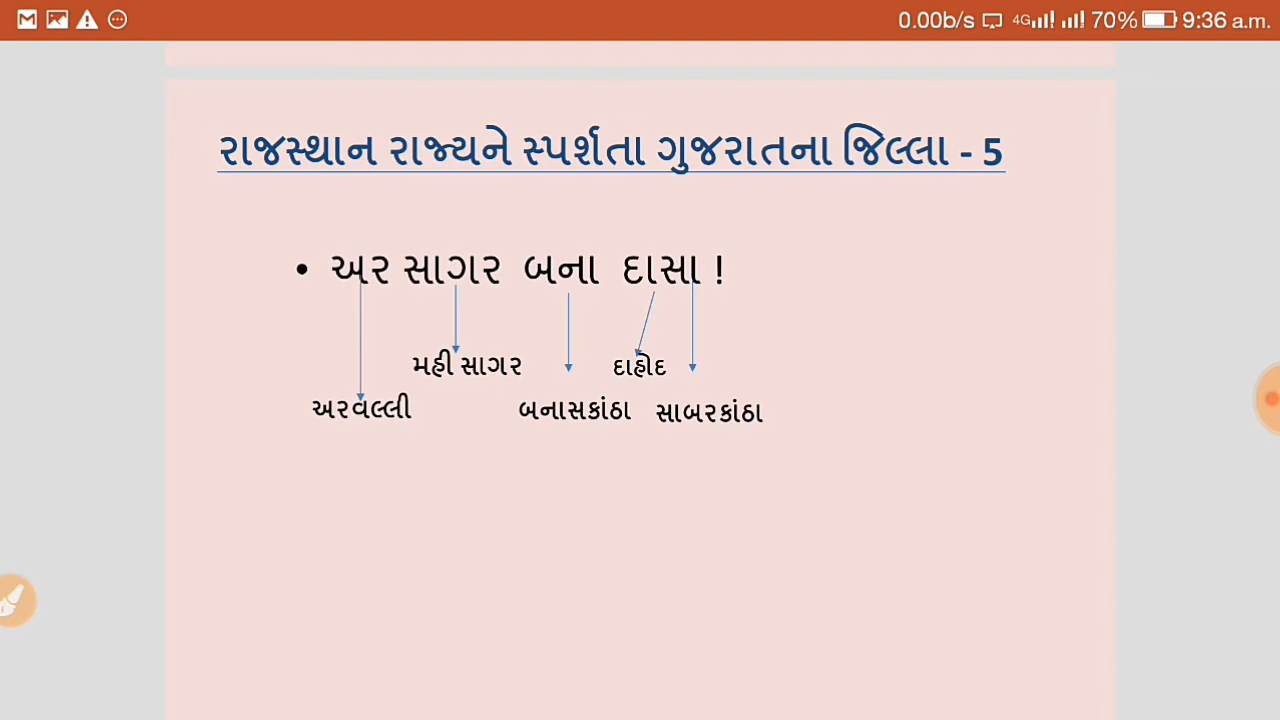 0.00b/s 4G 70% 9:36 a.m.
રાજસ્થાન રાજ્યને સ્પર્શતા ગુજરાતના જિલ્લા - 5
• અર સાગર બના દાસા !
મહી સાગર દાહોદ
અરવલ્લી બનાસકાંઠા સાબરકાંઠા